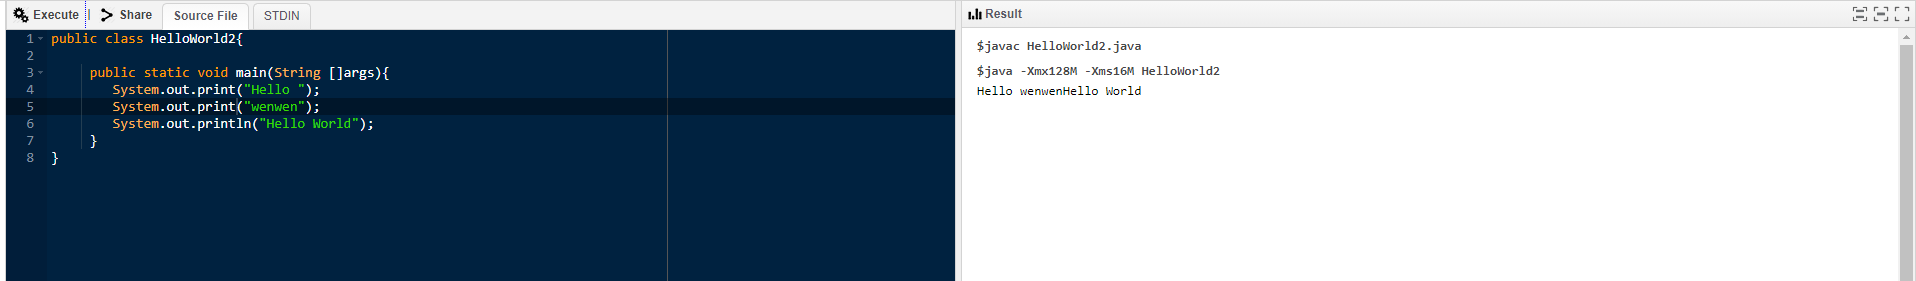 Execute | Share Source File STDIN
1 public class HelloWorld2{
2
3 public static void main(String []args){
4 System.out.print("Hello ");
5 System.out.print("wenwen");
6 System.out.println("Hello World");
7 }
8 }
Result
$javac HelloWorld2.java
$java -Xmx128M -Xms16M HelloWorld2
Hello wenwenHello World